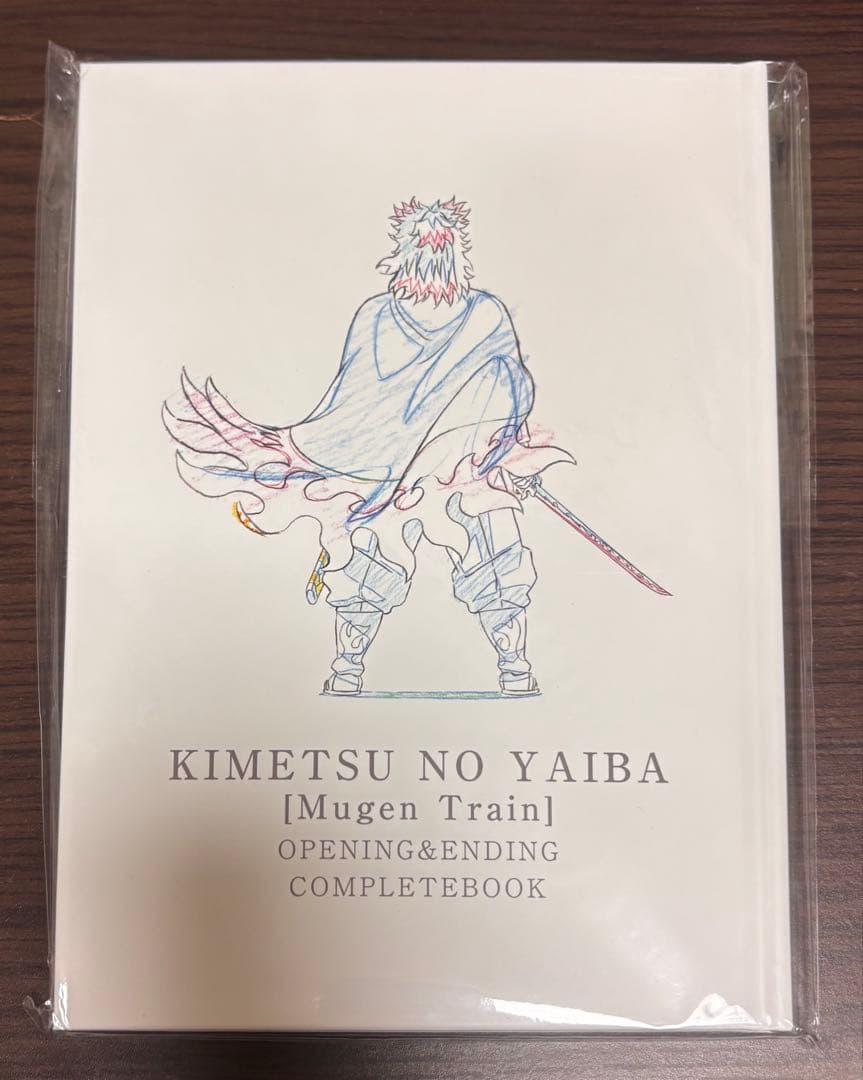 KIMETSU NO YAIBA
[Mugen Train]
OPENING&ENDING
COMPLETEBOOK